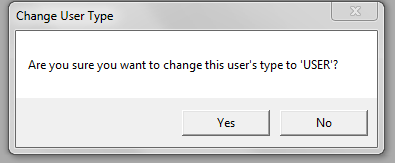 Change User Type
Are you sure you want to change this user's type to 'USER'?
Yes
No